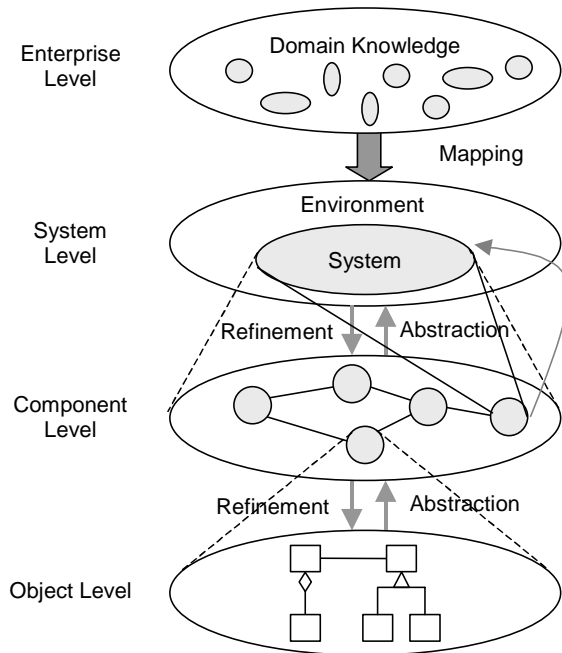 Enterprise
Level
Domain Knowledge
Mapping
System
Level
Environment
System
Refinement
Abstraction
Component
Level
Refinement
Abstraction
Object Level